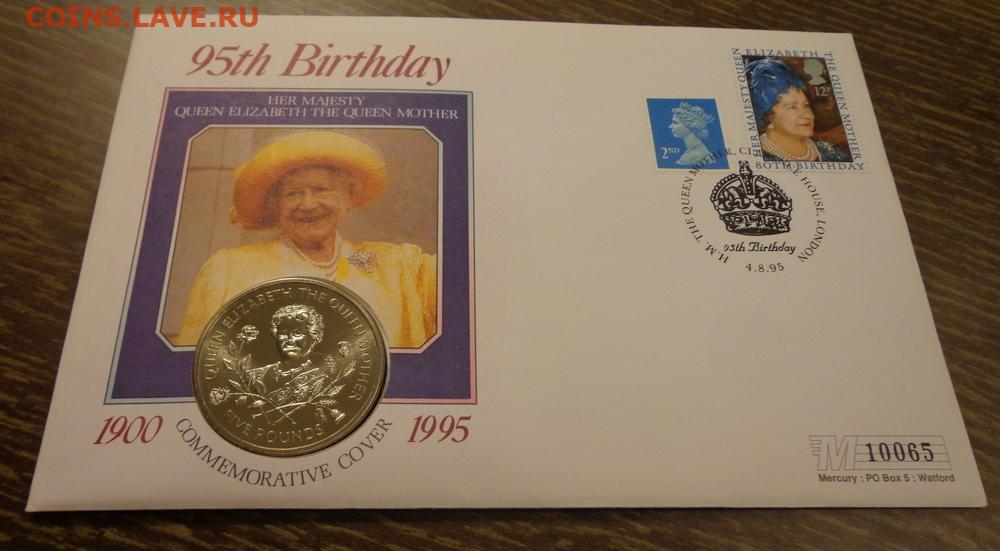 COINS.LAVE.RU
95th Birthday
HER MAJESTY
QUEEN ELIZABETH THE QUEEN MOTHER
QUEEN ELIZABETH THE QUEEN MOTHER
FIVE POUNDS
1900
COMMEMORATIVE COVER
1995
2ND
HER MAJESTY QUEEN ELIZABETH THE QUEEN MOTHER
12P
80TH BIRTHDAY
H.M. THE QUEEN MOTHER, HOUSE, LONDON
95th Birthday
4.8.95
M 10065
Mercury : PO Box 5 : Watford